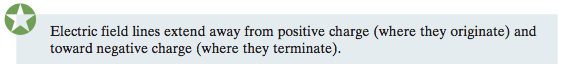 Electric field lines extend away from positive charge (where they originate) and
toward negative charge (where they terminate).